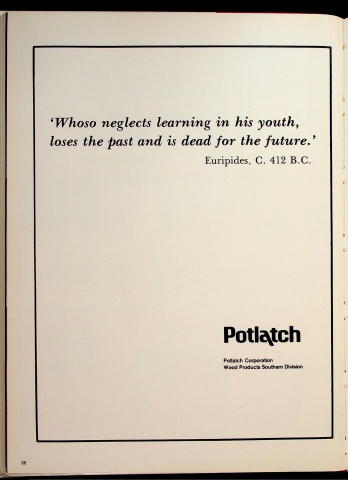 ‘Whoso neglects learning in his youth,
loses the past and is dead for the future.’
Euripides, C. 412 B.C.
Potlatch
Potlatch Corporation
Wood Products Southern Division